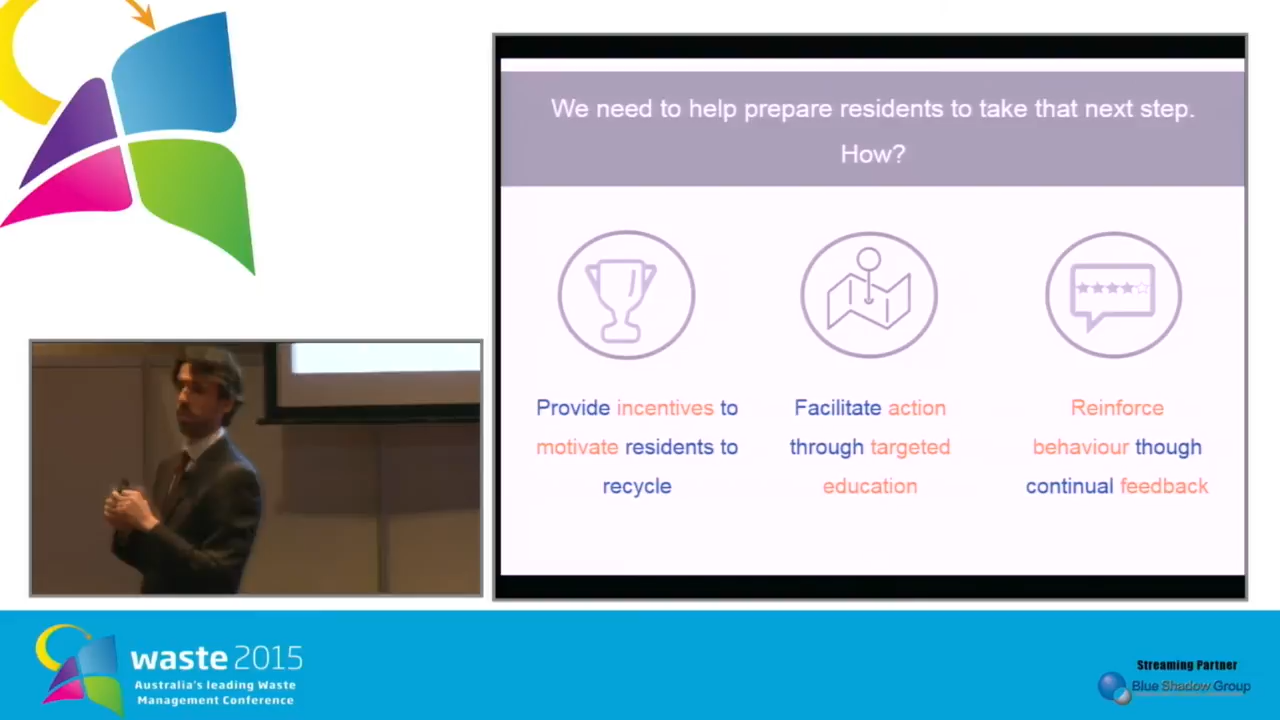 We need to help prepare residents to take that next step.
How?
Provide incentives to
motivate residents to
recycle
Facilitate action
through targeted
education
Reinforce
behaviour though
continual feedback
waste 2015
Australia's leading Waste
Management Conference
Streaming Partner
Blue Shadow Group